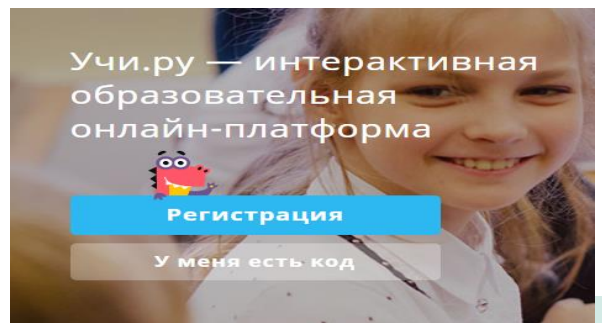 Учи.ру — интерактивная
образовательная
онлайн-платформа
Регистрация
У меня есть код